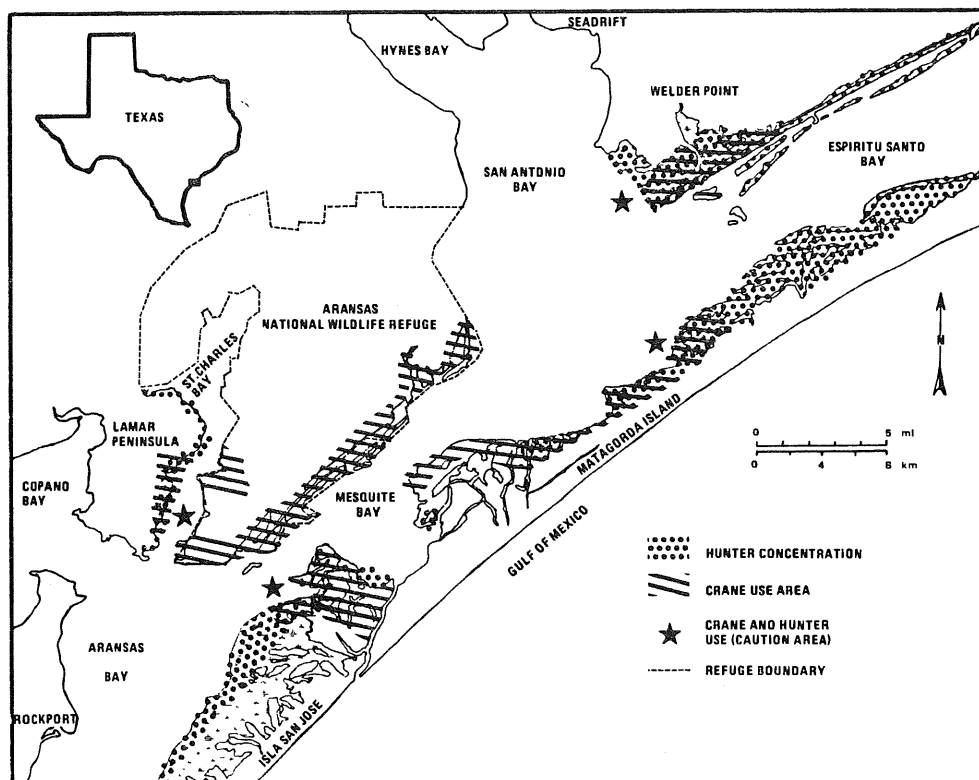 SEADRIFT
HYNES BAY
TEXAS
WELDER POINT
ESPIRITU SANTO
BAY
SAN ANTONIO
BAY
ARANSAS
NATIONAL WILDLIFE REFUGE
N
ST. CHARLES
BAY
LAMAR
PENINSULA
MATAGORDA ISLAND
0 5 mi
0 4 8 km
COPANO
BAY
MESQUITE
BAY
GULF OF MEXICO
HUNTER CONCENTRATION
CRANE USE AREA
CRANE AND HUNTER
USE (CAUTION AREA)
REFUGE BOUNDARY
ARANSAS
BAY
ROCKPORT
ISLA SAN JOSE